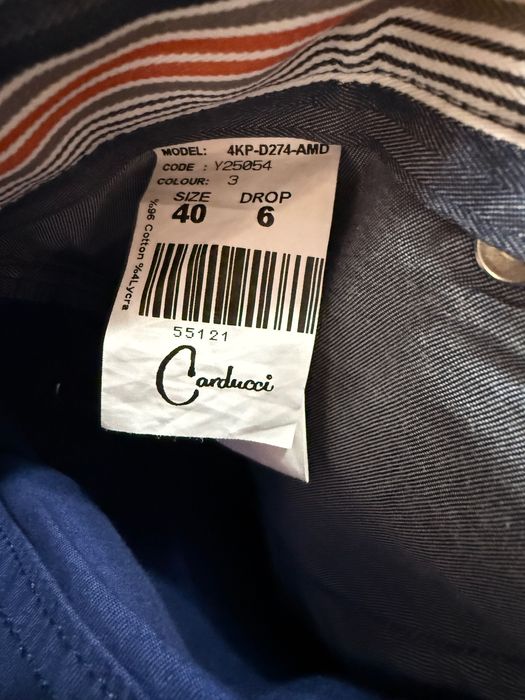 MODEL: 4KP-D274-AMD
CODE : Y25054
COLOUR: 3
SIZE DROP
40 6
%96 Cotton %4Lycra
55121
Carducci